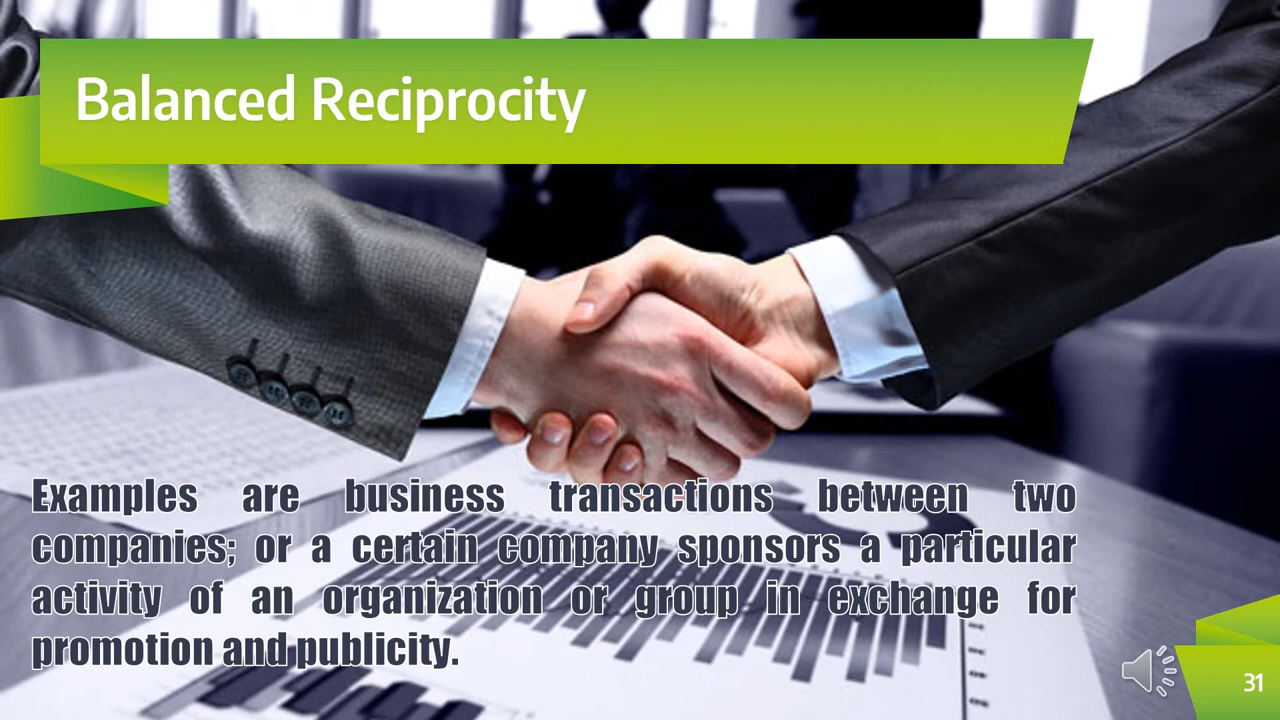 Balanced Reciprocity
Examples are business transactions between two
companies; or a certain company sponsors a particular
activity of an organization or group in exchange for
promotion and publicity.
31